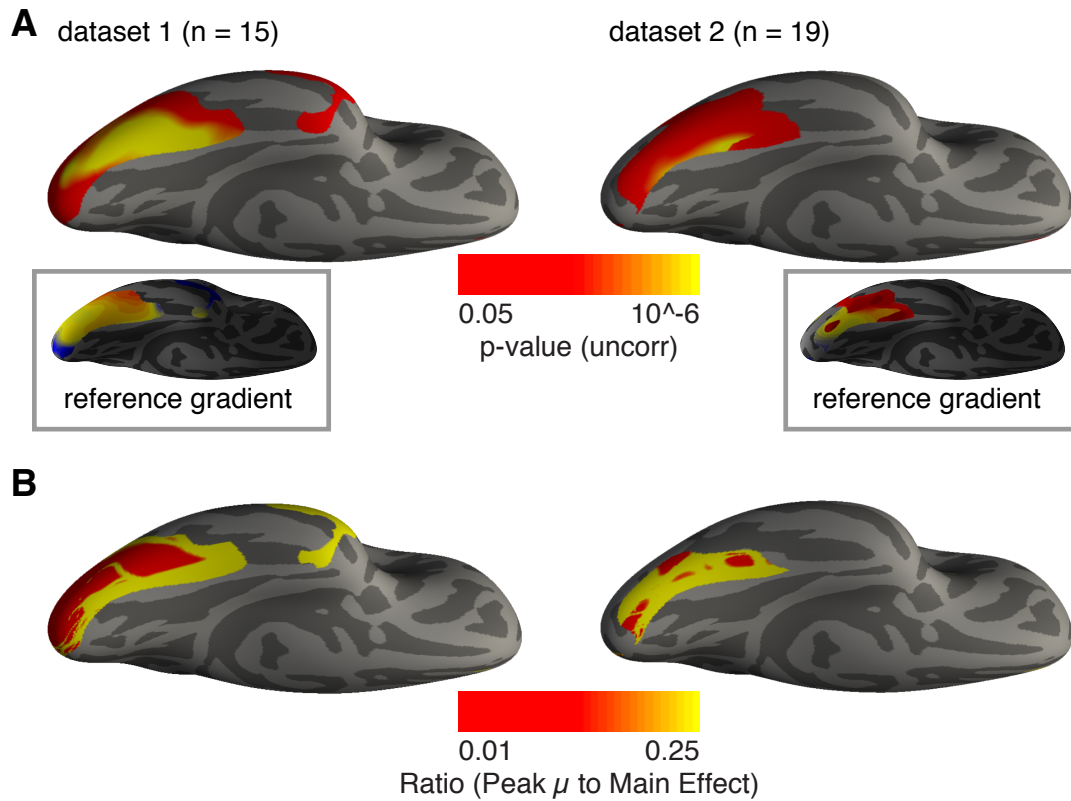 A
dataset 1 (n = 15)
dataset 2 (n = 19)
0.05
10^-6
p-value (uncorr)
reference gradient
reference gradient
B
0.01
0.25
Ratio (Peak μ to Main Effect)